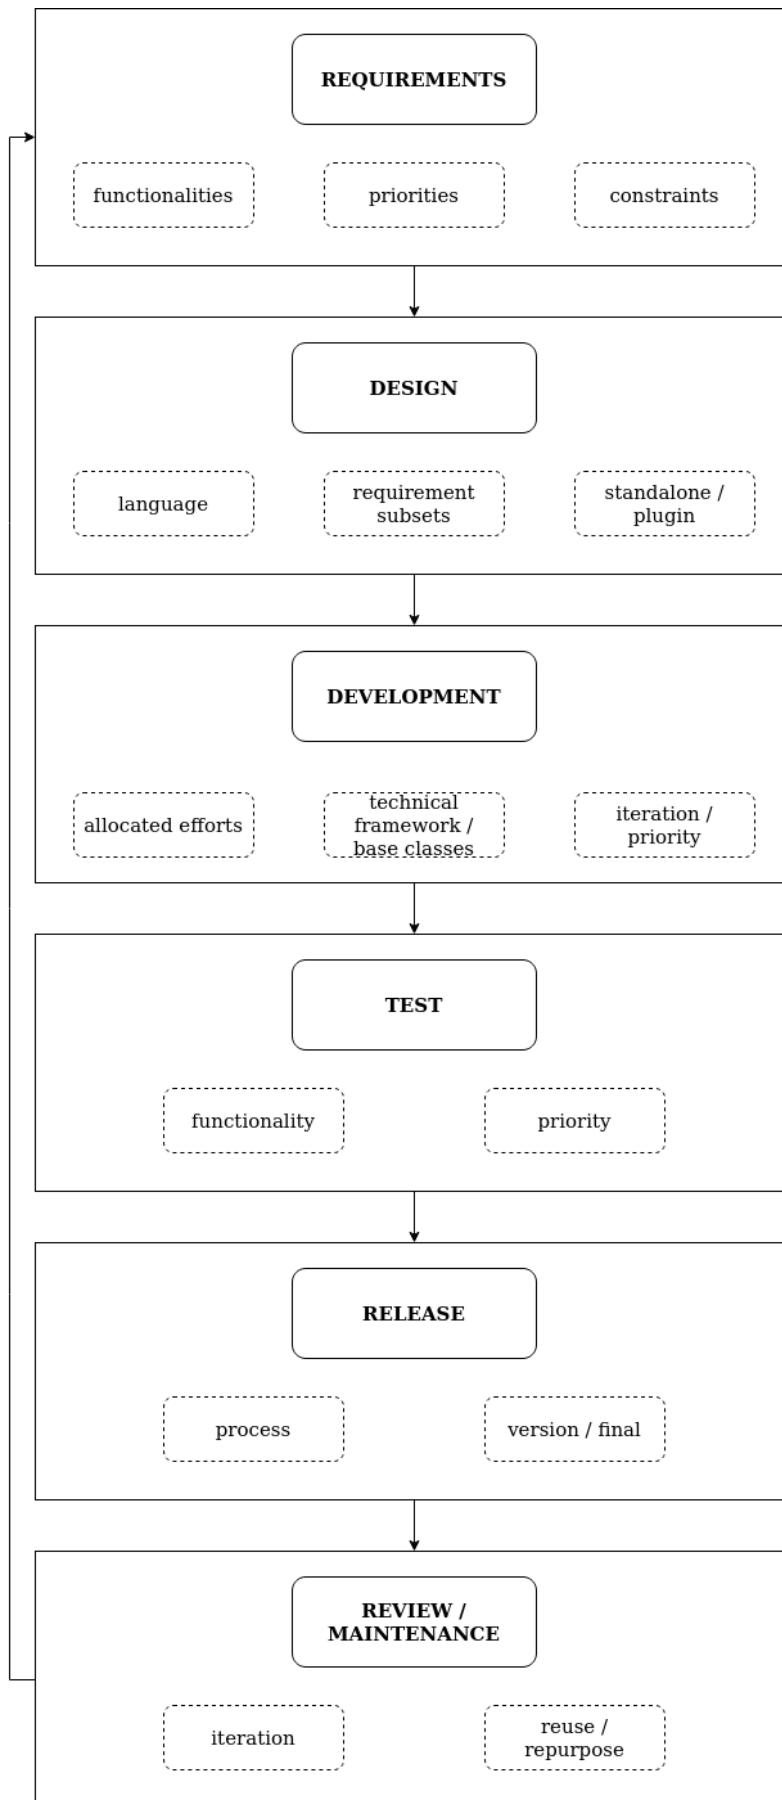 REQUIREMENTS
functionalities
priorities
constraints
DESIGN
language
requirement
subsets
standalone /
plugin
DEVELOPMENT
allocated efforts
technical
framework /
base classes
iteration /
priority
TEST
functionality
priority
RELEASE
process
version / final
REVIEW /
MAINTENANCE
iteration
reuse /
repurpose